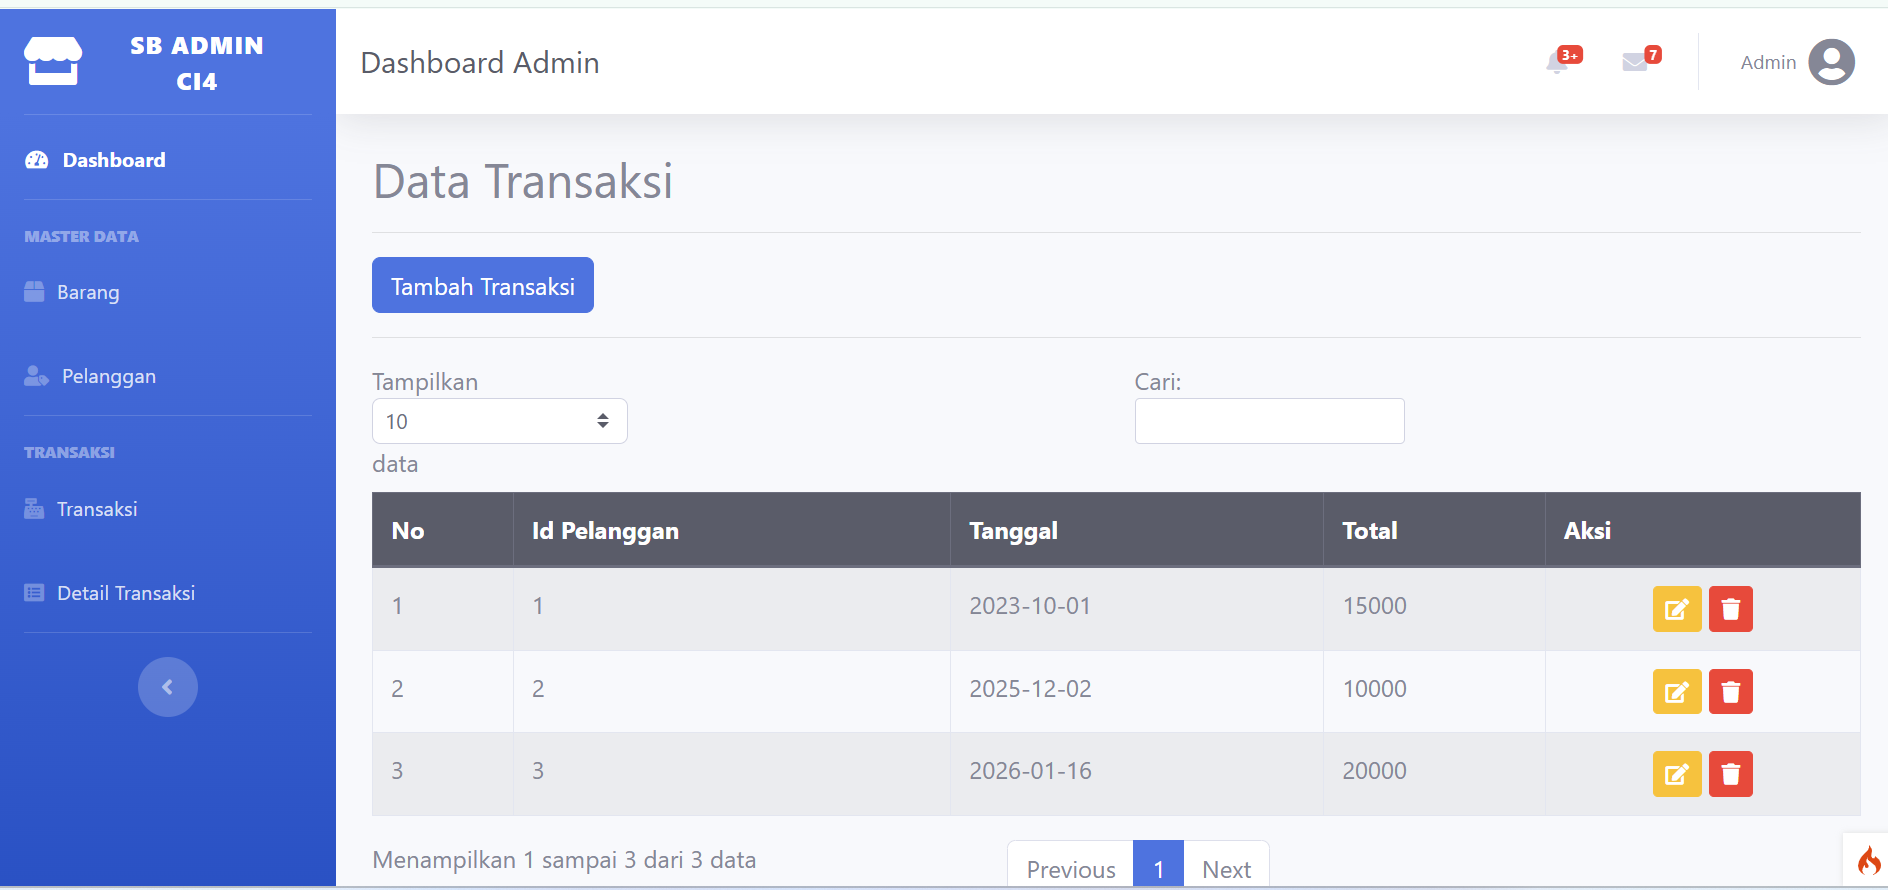 SB ADMIN
CI4
Dashboard Admin
3+
7
Admin
Dashboard
MASTER DATA
Barang
Pelanggan
TRANSAKSI
Transaksi
Detail Transaksi
Data Transaksi
Tambah Transaksi
Tampilkan
10
data
Cari:
No Id Pelanggan Tanggal Total Aksi
1 1 2023-10-01 15000
2 2 2025-12-02 10000
3 3 2026-01-16 20000
Menampilkan 1 sampai 3 dari 3 data
Previous 1 Next